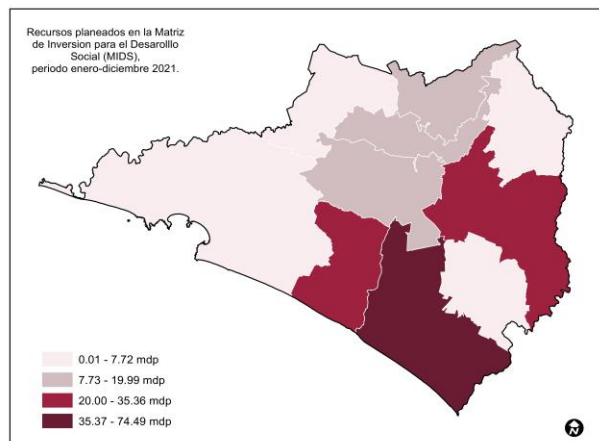 Recursos planeados en la Matriz
de Inversion para el Desarolllo
Social (MIDS),
periodo enero-diciembre 2021.
0.01 - 7.72 mdp
7.73 - 19.99 mdp
20.00 - 35.36 mdp
35.37 - 74.49 mdp
N